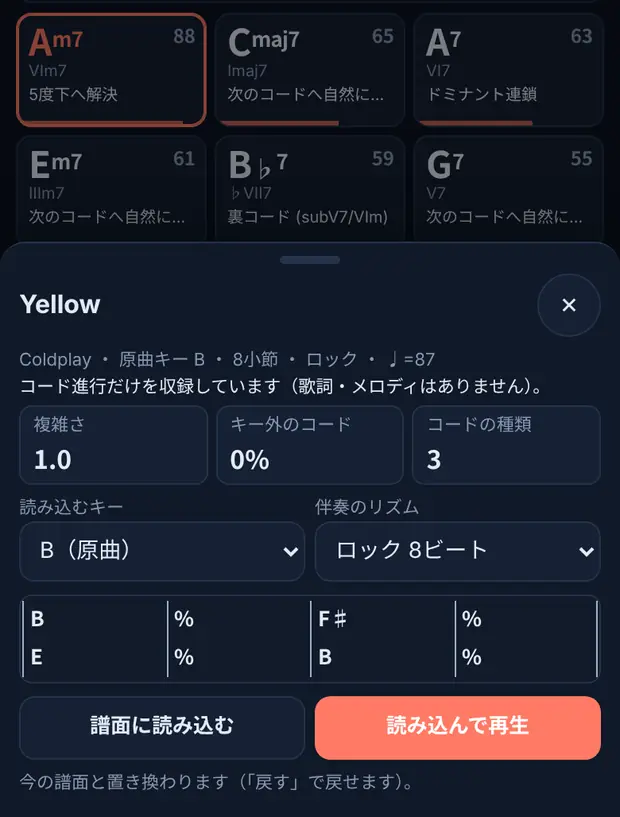 Am7 88 Cmaj7 65 A7 63
VIm7 Imaj7 VI7
5度下へ解決 次のコードへ自然に... ドミナント連鎖
Em7 61 B♭7 59 G7 55
IIIm7 ♭VII7 V7
次のコードへ自然に... 裏コード (subV7/VIm) 次のコードへ自然に...
Yellow ×
Coldplay ・ 原曲キー B ・ 8小節 ・ ロック ・ ♩=87
コード進行だけを収録しています（歌詞・メロディはありません）。
複雑さ キー外のコード コードの種類
1.0 0% 3
読み込むキー 伴奏のリズム
B（原曲） ロック 8ビート
B % F♯ %
E % B %
譜面に読み込む 読み込んで再生
今の譜面と置き換わります（「戻す」で戻せます）。